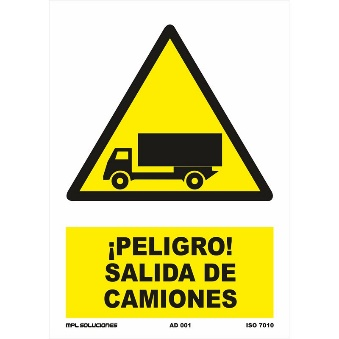 ¡PELIGRO!
SALIDA DE
CAMIONES
MPL SOLUCIONES AD 001 ISO 7010